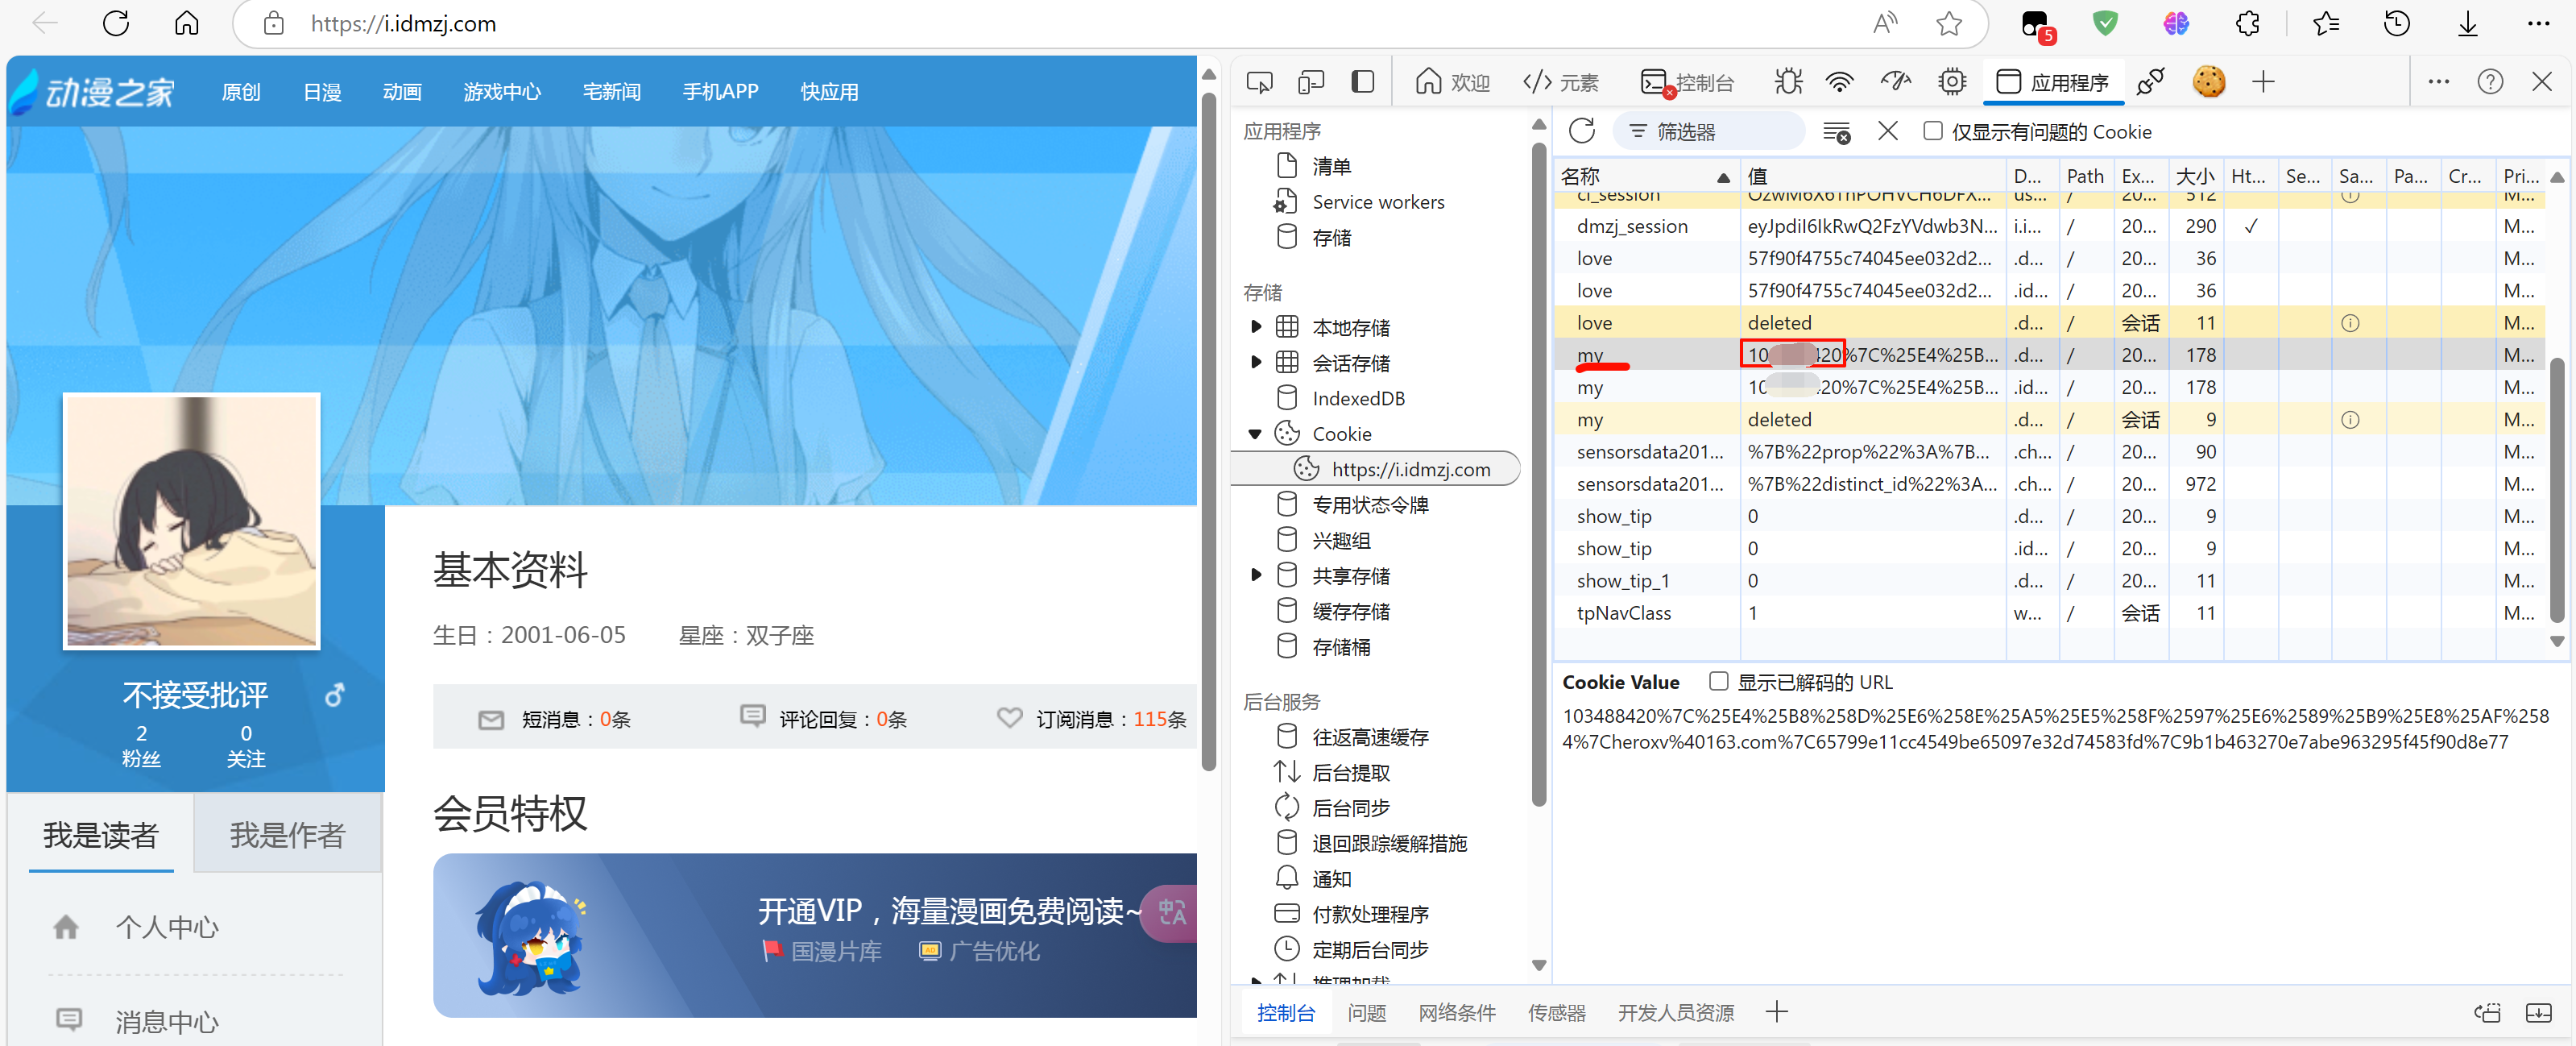 https://i.idmzj.com
5
动漫之家
原创 日漫 动画 游戏中心 宅新闻 手机APP 快应用
不接受批评
2 0
粉丝 关注
我是读者 我是作者
个人中心
消息中心
基本资料
生日：2001-06-05 星座：双子座
短消息：0条 评论回复：0条 订阅消息：115条
会员特权
开通VIP，海量漫画免费阅读~
国漫片库 广告优化
欢迎 元素 控制台 应用程序
应用程序
清单
Service workers
存储
存储
本地存储
会话存储
IndexedDB
Cookie
https://i.idmzj.com
专用状态令牌
兴趣组
共享存储
缓存存储
存储桶
后台服务
往返高速缓存
后台提取
后台同步
退回跟踪缓解措施
通知
付款处理程序
定期后台同步
推理加载
筛选器 仅显示有问题的 Cookie
名称 值 D... Path Ex... 大小 Ht... Se... Sa... Pa... Cr... Pri...
ci_session OzwM6X6ThPOHVCH6DFX... us... / 20... 512 M...
dmzj_session eyJpdiI6IkRwQ2FzYVdwb3N... i.i... / 20... 290 ✓ M...
love 57f90f4755c74045ee032d2... .d... / 20... 36 M...
love 57f90f4755c74045ee032d2... .id... / 20... 36 M...
love deleted .d... / 会话 11 M...
my 10 420%7C%25E4%25B... .d... / 20... 178 M...
my 10 20%7C%25E4%25B... .id... / 20... 178 M...
my deleted .d... / 会话 9 M...
sensorsdata201... %7B%22prop%22%3A%7B... .ch... / 20... 90 M...
sensorsdata201... %7B%22distinct_id%22%3A... .ch... / 20... 972 M...
show_tip 0 .d... / 20... 9 M...
show_tip 0 .id... / 20... 9 M...
show_tip_1 0 .d... / 20... 11 M...
tpNavClass 1 w... / 会话 11 M...
Cookie Value 显示已解码的 URL
103488420%7C%25E4%25B8%258D%25E6%258E%25A5%25E5%258F%2597%25E6%2589%25B9%25E8%25AF%258
4%7Cheroxv%40163.com%7C65799e11cc4549be65097e32d74583fd%7C9b1b463270e7abe963295f45f90d8e77
控制台 问题 网络条件 传感器 开发人员资源